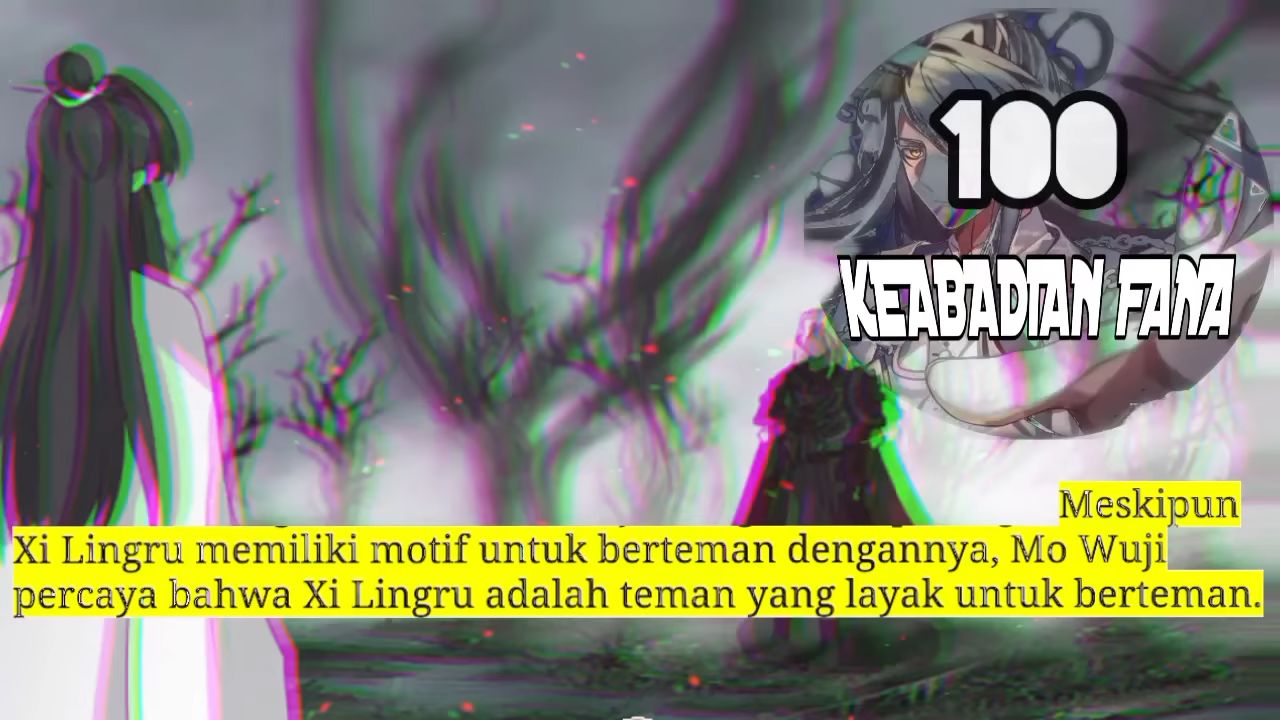 100
KEABADIAN FANA
Meskipun
Xi Lingru memiliki motif untuk berteman dengannya, Mo Wuji
percaya bahwa Xi Lingru adalah teman yang layak untuk berteman.